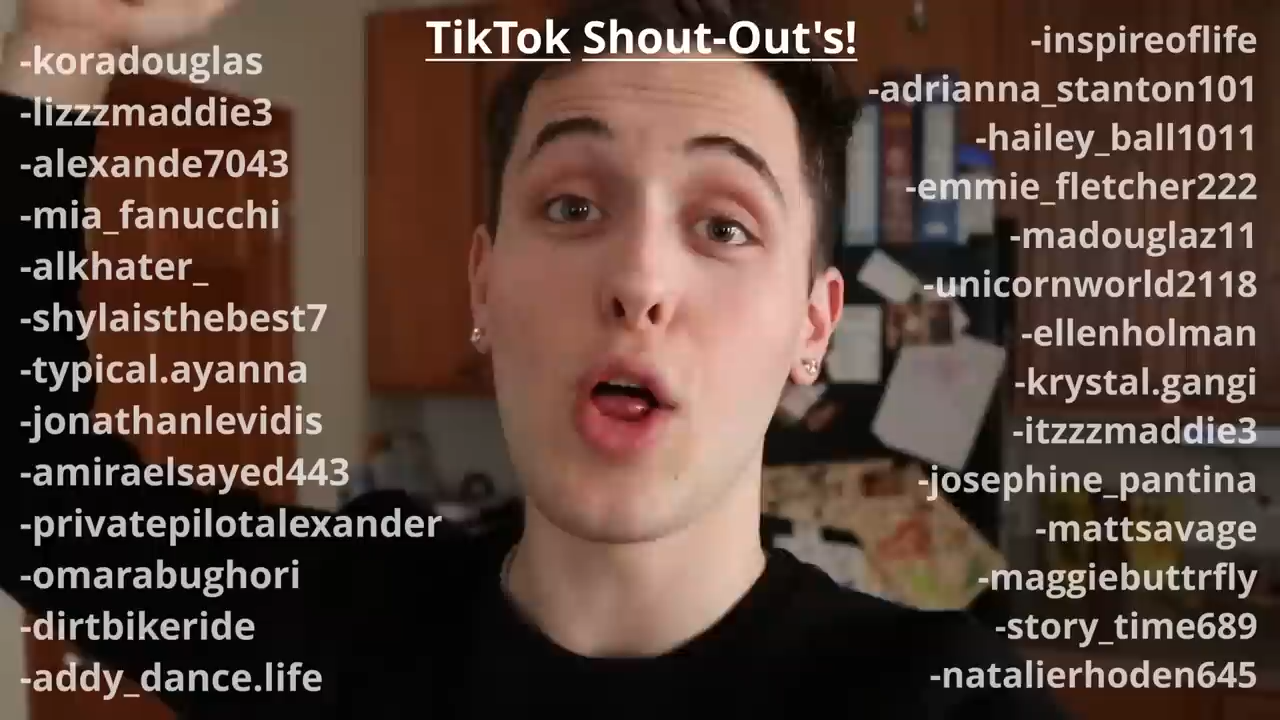 TikTok Shout-Out's!
-koradouglas
-lizzzmaddie3
-alexande7043
-mia_fanucchi
-alkhater_
-shylaisthebest7
-typical.ayanna
-jonathanlevidis
-amiraelsayed443
-privatepilotalexander
-omarabughori
-dirtbikeride
-addy_dance.life
-inspireoflife
-adrianna_stanton101
-hailey_ball1011
-emmie_fletcher222
-madouglaz11
-unicornworld2118
-ellenholman
-krystal.gangi
-itzzzmaddie3
-josephine_pantina
-mattsavage
-maggiebuttrfly
-story_time689
-natalierhoden645